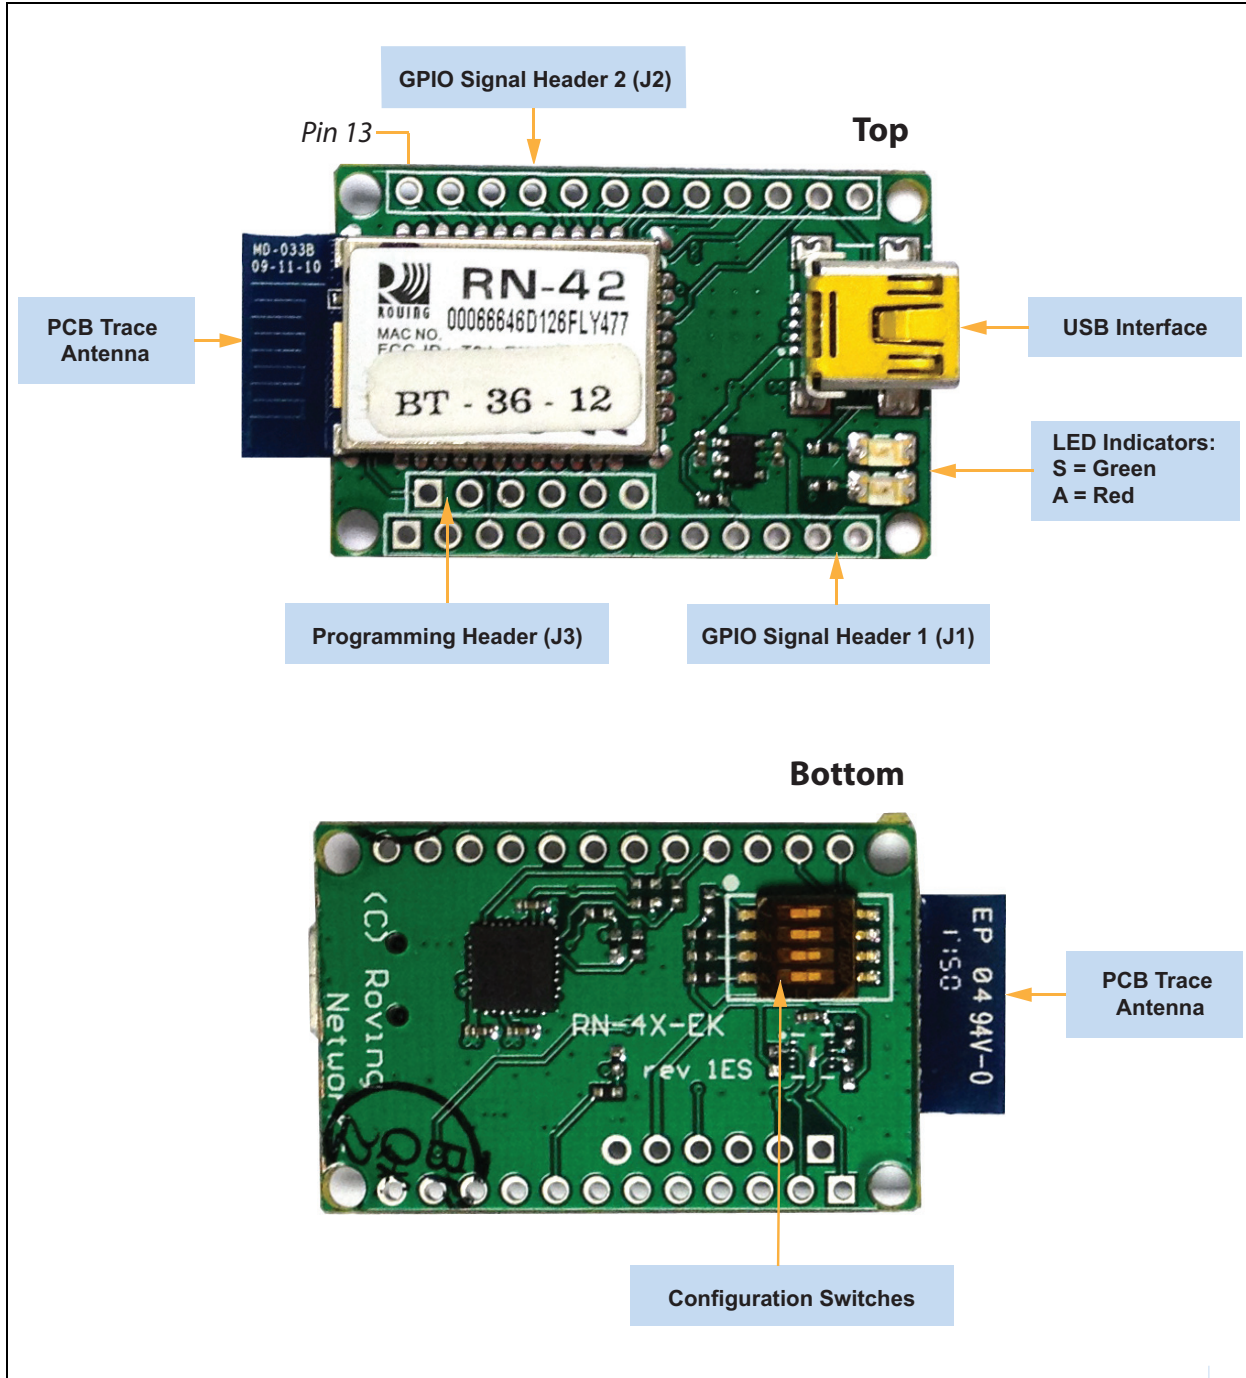 GPIO Signal Header 2 (J2)
Pin 13
Top
MD-033B
09-11-10
ROVING
RN-42
00066646D126FLY477
MAC NO.
BT - 36 - 12
PCB Trace
Antenna
USB Interface
LED Indicators:
S = Green
A = Red
Programming Header (J3)
GPIO Signal Header 1 (J1)
Bottom
(C) Roving
Networ
RN-4X-EK
rev 1ES
EP 04 94V-0
PCB Trace
Antenna
Configuration Switches